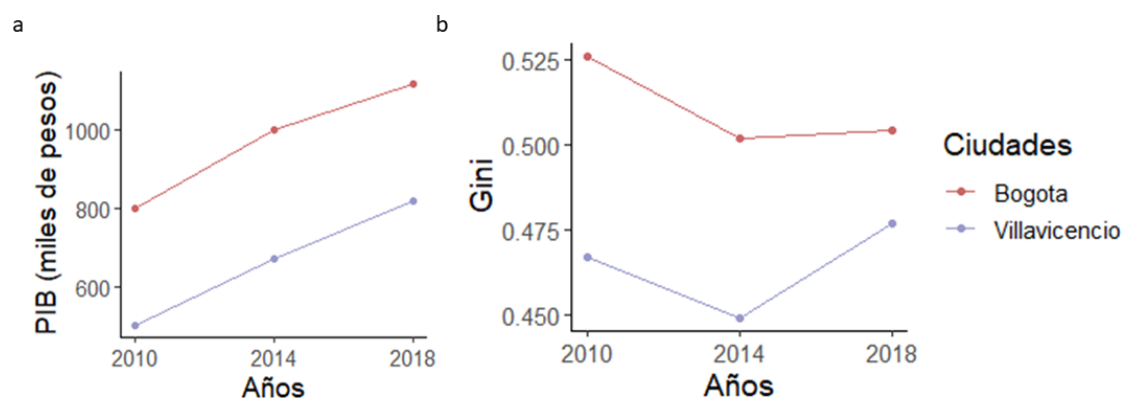 a
PIB (miles de pesos)
1000
800
600
2010 2014 2018
Años
b
Gini
0.525
0.500
0.475
0.450
2010 2014 2018
Años
Ciudades
Bogota
Villavicencio